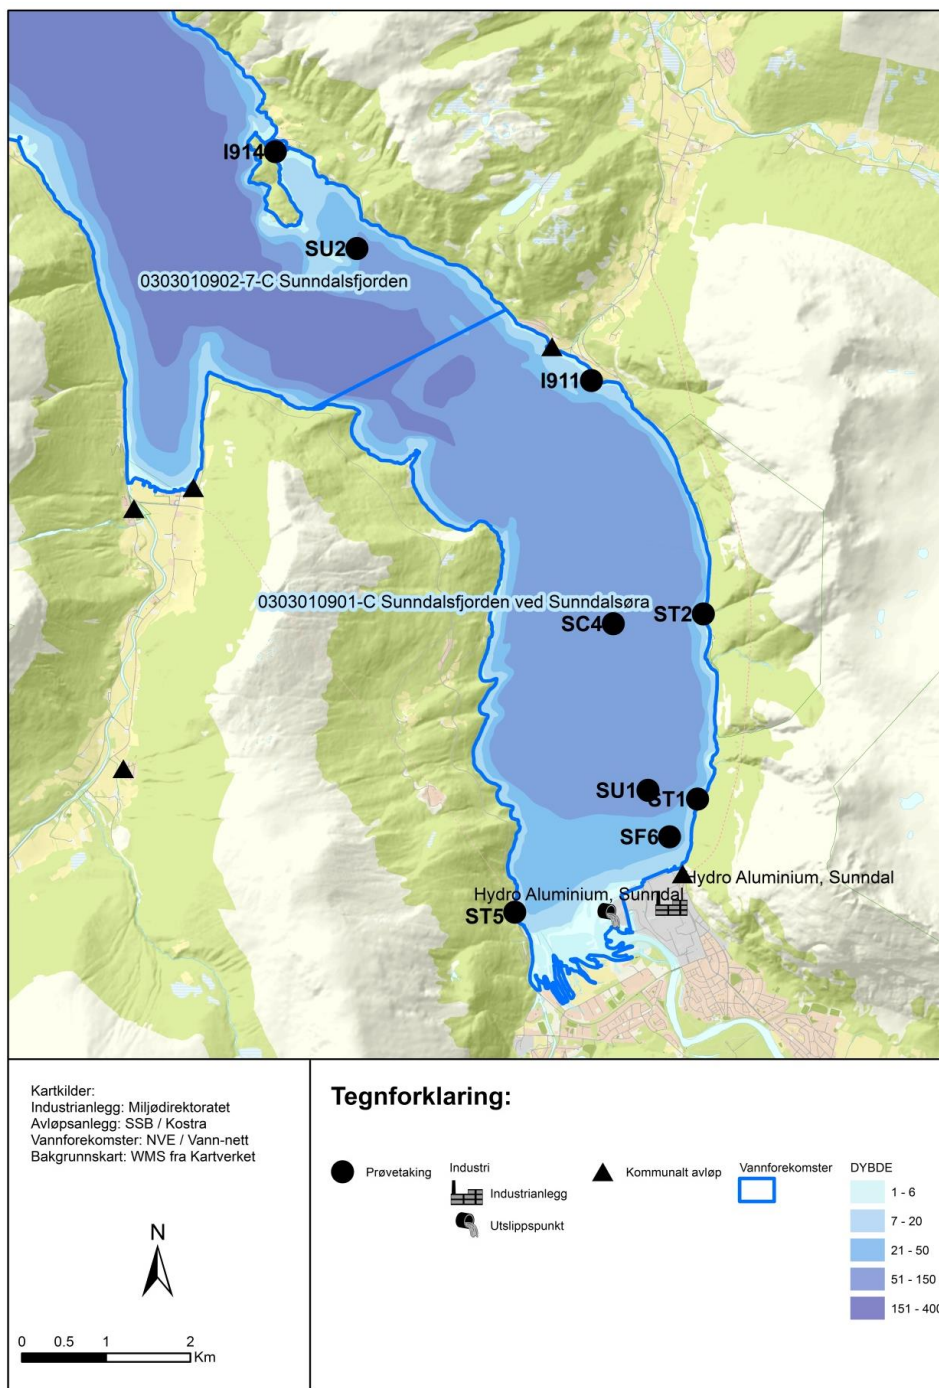 I914
SU2
0303010902-7-C Sunndalsfjorden
I911
0303010901-C Sunndalsfjorden ved Sunndalsøra
SC4
ST2
SU1
ST1
SF6
Hydro Aluminium, Sunndal
Hydro Aluminium, Sunndal
ST5
Kartkilder:
Industrianlegg: Miljødirektoratet
Avløpsanlegg: SSB / Kostra
Vannforekomster: NVE / Vann-nett
Bakgrunnskart: WMS fra Kartverket
N
0 0.5 1 2
Km
Tegnforklaring:
Prøvetaking
Industri
Industrianlegg
Utslippspunkt
Kommunalt avløp
Vannforekomster
DYBDE
1 - 6
7 - 20
21 - 50
51 - 150
151 - 400